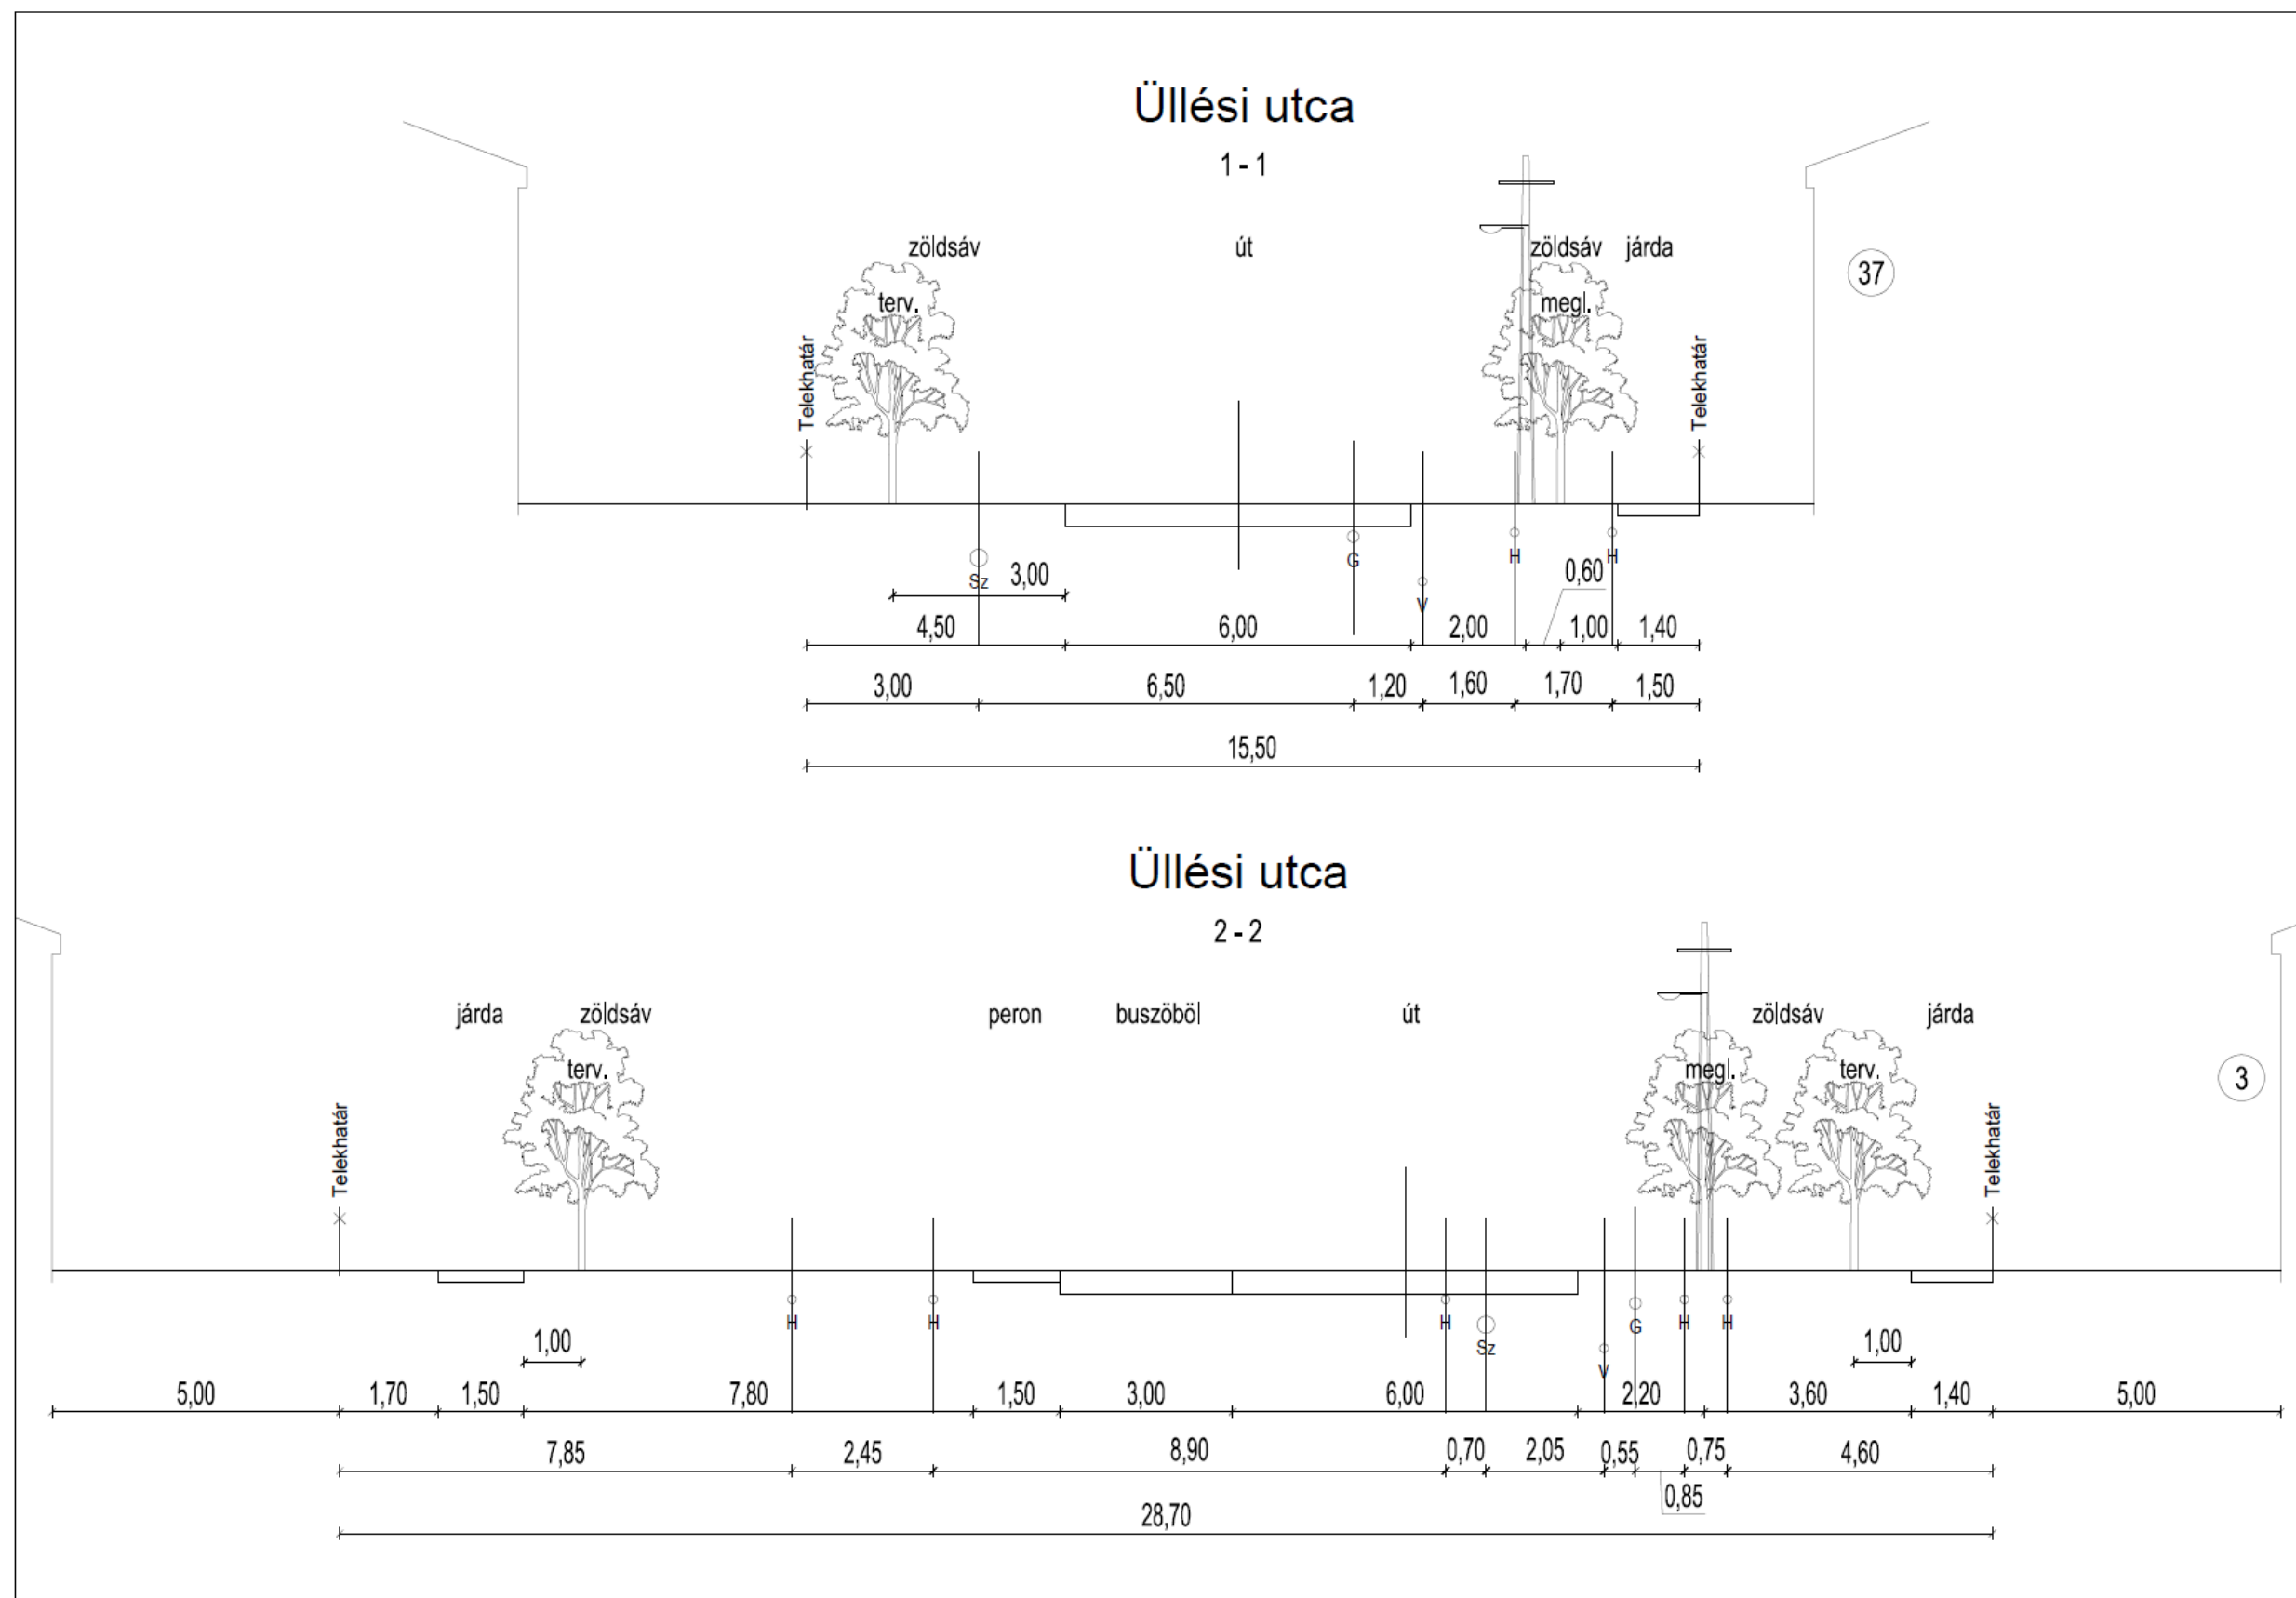 Üllési utca
1 - 1
zöldsáv út zöldsáv járda
37
terv. megl.
Telekhatár Telekhatár
Sz G V H H
3,00 0,60
4,50 6,00 2,00 1,00 1,40
3,00 6,50 1,20 1,60 1,70 1,50
15,50
Üllési utca
2 - 2
járda zöldsáv peron buszöböl út zöldsáv járda
terv. megl. terv. 3
Telekhatár Telekhatár
H H H Sz V G H H
1,00 1,00
5,00 1,70 1,50 7,80 1,50 3,00 6,00 2,20 3,60 1,40 5,00
7,85 2,45 8,90 0,70 2,05 0,55 0,75 4,60
0,85
28,70